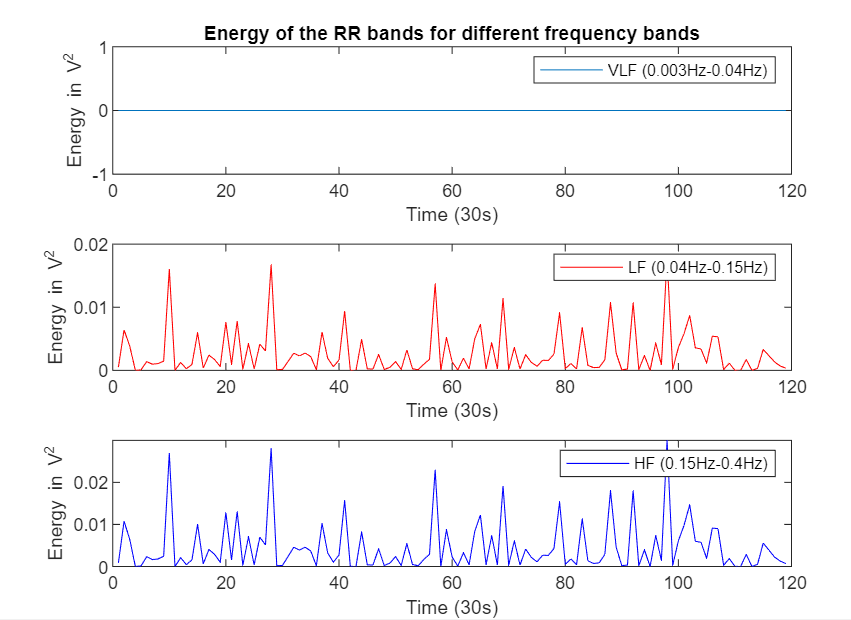 Energy of the RR bands for different frequency bands
Energy in V²
1
0
-1
VLF (0.003Hz-0.04Hz)
0 20 40 60 80 100 120
Time (30s)
Energy in V²
0.02
0.01
0
LF (0.04Hz-0.15Hz)
0 20 40 60 80 100 120
Time (30s)
Energy in V²
0.02
0.01
0
HF (0.15Hz-0.4Hz)
0 20 40 60 80 100 120
Time (30s)